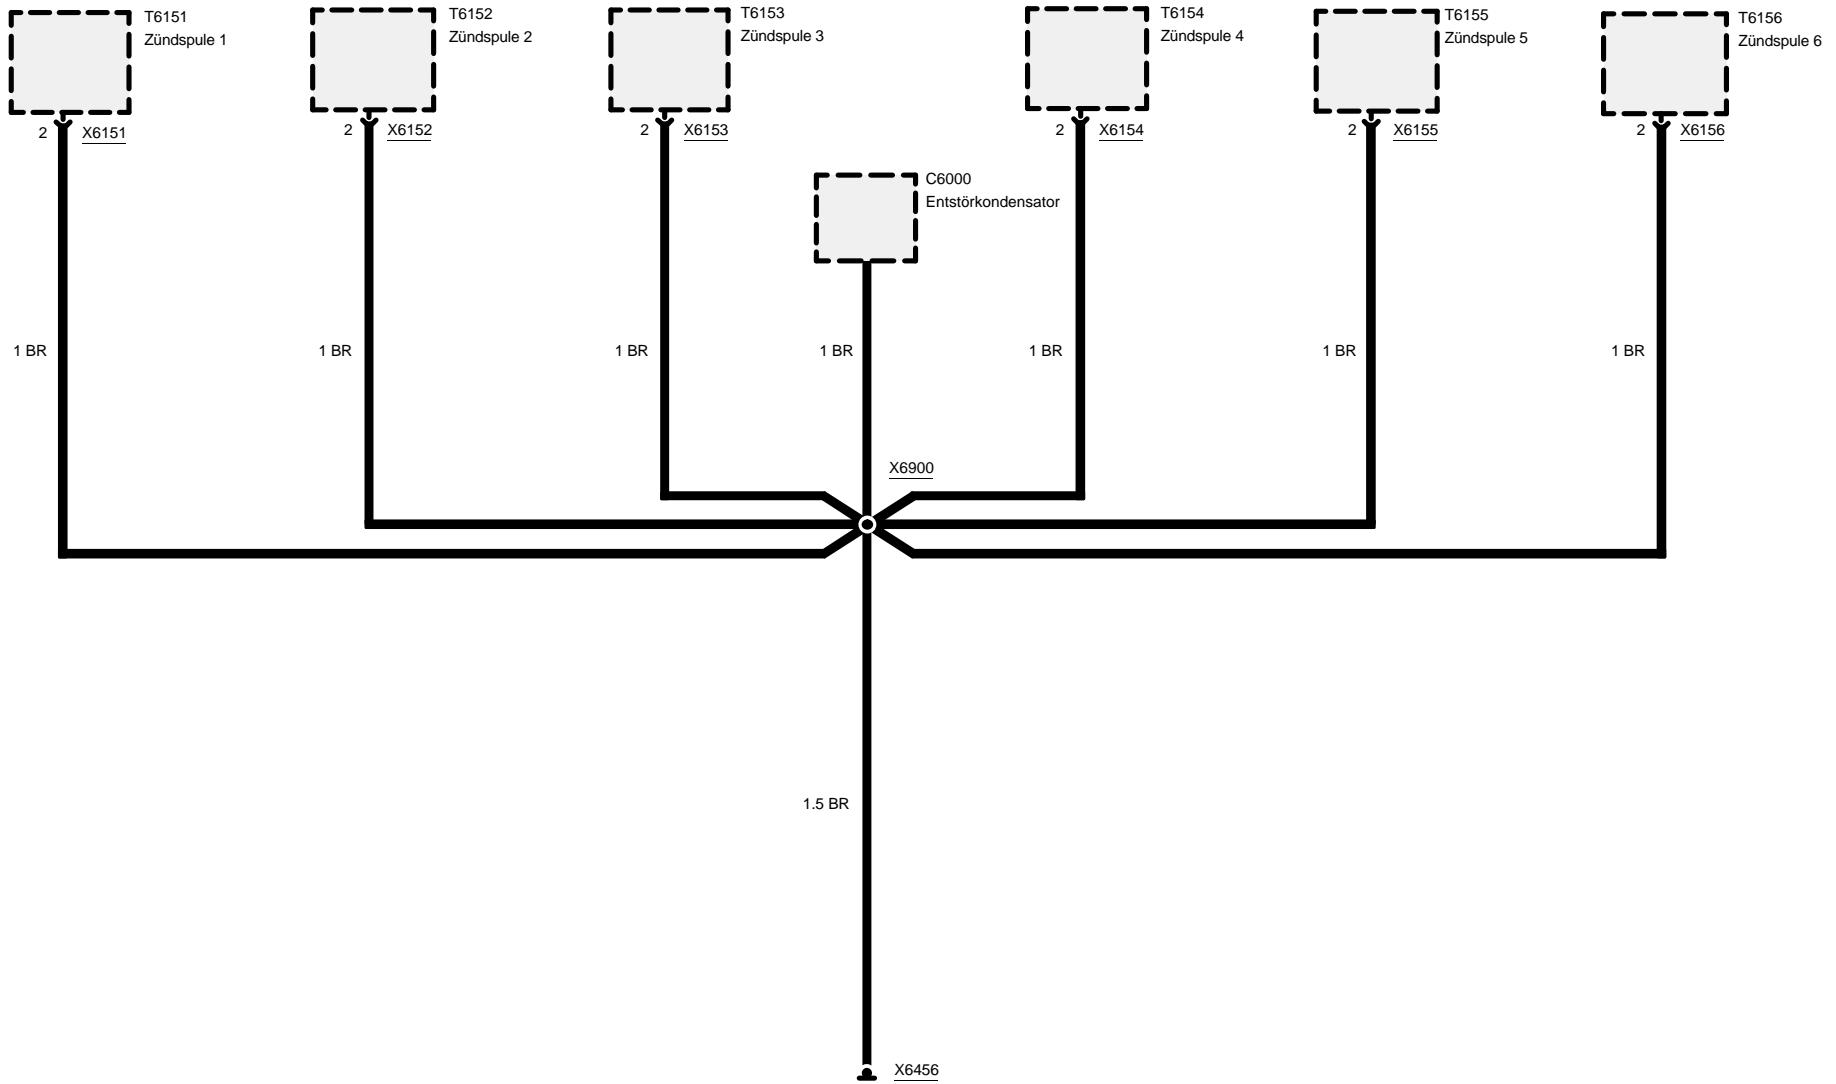 T6151
Zündspule 1
T6152
Zündspule 2
T6153
Zündspule 3
T6154
Zündspule 4
T6155
Zündspule 5
T6156
Zündspule 6
2 X6151
2 X6152
2 X6153
2 X6154
2 X6155
2 X6156
C6000
Entstörkondensator
1 BR
1 BR
1 BR
1 BR
1 BR
1 BR
1 BR
X6900
1.5 BR
X6456